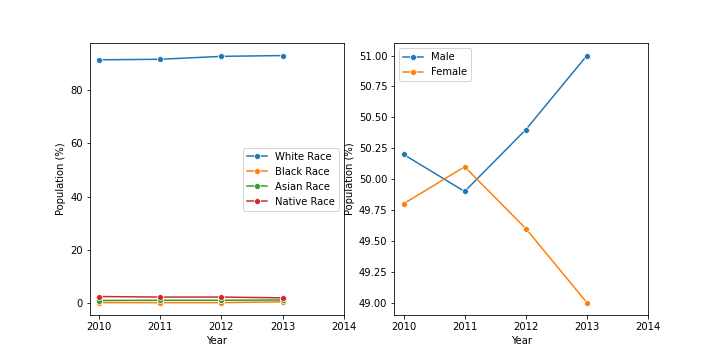 80
60
40
20
0
Population (%)
White Race
Black Race
Asian Race
Native Race
2010 2011 2012 2013 2014
Year
51.00
50.75
50.50
50.25
50.00
49.75
49.50
49.25
49.00
Population (%)
Male
Female
2010 2011 2012 2013 2014
Year